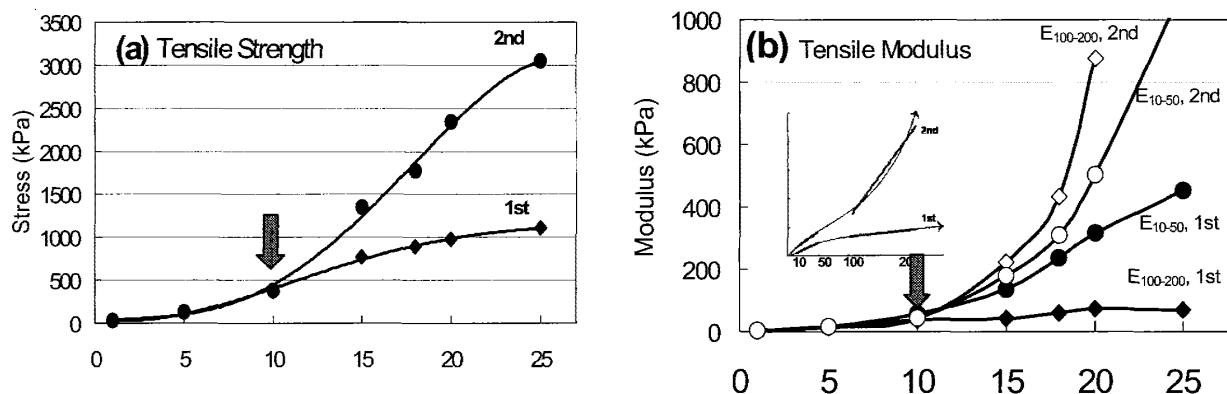 (a) Tensile Strength
Stress (kPa)
3500
3000
2500
2000
1500
1000
500
0
2nd
1st
0 5 10 15 20 25
(b) Tensile Modulus
Modulus (kPa)
1000
800
600
400
200
0
E100-200, 2nd
E10-50, 2nd
E10-50, 1st
E100-200, 1st
2nd
1st
10 50 100
0 5 10 15 20 25